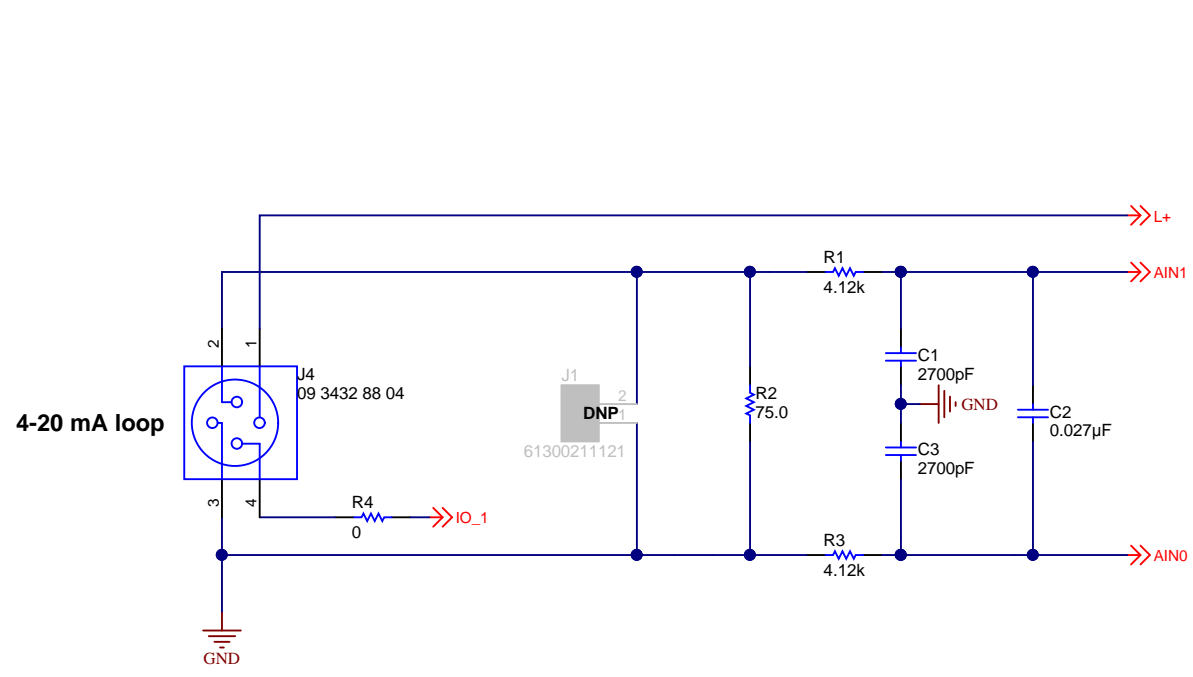 L+
R1
4.12k
AIN1
2
1
J4
09 3432 88 04
4-20 mA loop
J1
2
DNP
1
61300211121
R2
75.0
C1
2700pF
GND
C2
0.027µF
C3
2700pF
3
4
R4
0
IO_1
R3
4.12k
AIN0
GND